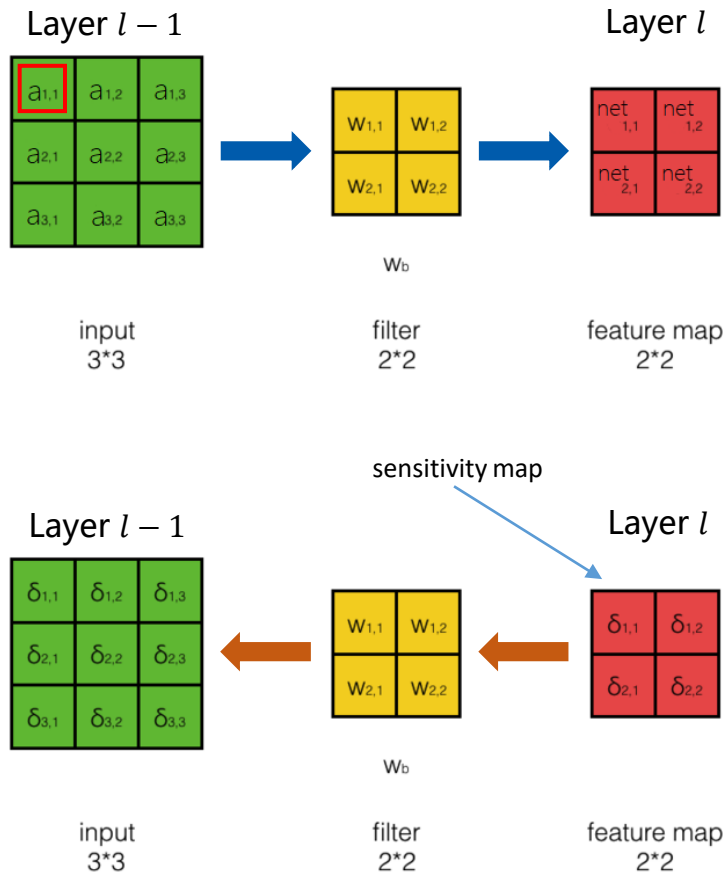 Layer l − 1
Layer l
a1,1 a1,2 a1,3
a2,1 a2,2 a2,3
a3,1 a3,2 a3,3
w1,1 w1,2
w2,1 w2,2
net1,1 net1,2
net2,1 net2,2
wb
input
3*3
filter
2*2
feature map
2*2
sensitivity map
Layer l − 1
Layer l
δ1,1 δ1,2 δ1,3
δ2,1 δ2,2 δ2,3
δ3,1 δ3,2 δ3,3
w1,1 w1,2
w2,1 w2,2
δ1,1 δ1,2
δ2,1 δ2,2
wb
input
3*3
filter
2*2
feature map
2*2